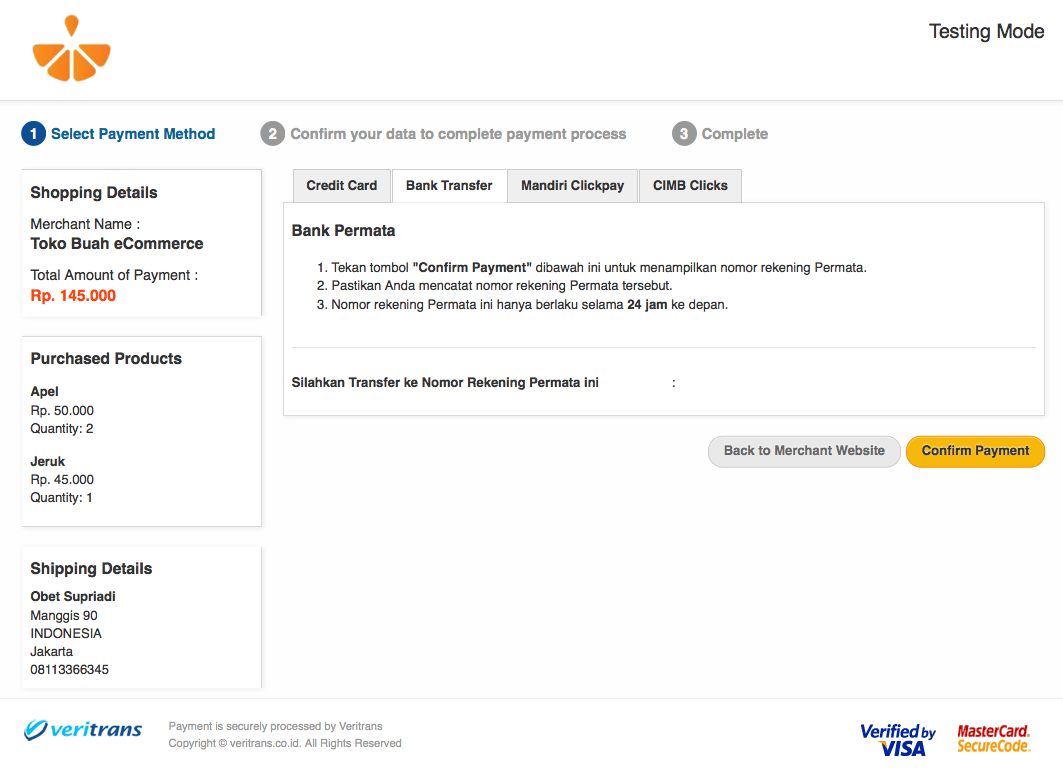 Testing Mode
1 Select Payment Method
2 Confirm your data to complete payment process
3 Complete
Shopping Details
Merchant Name :
Toko Buah eCommerce
Total Amount of Payment :
Rp. 145.000
Purchased Products
Apel
Rp. 50.000
Quantity: 2
Jeruk
Rp. 45.000
Quantity: 1
Shipping Details
Obet Supriadi
Manggis 90
INDONESIA
Jakarta
08113366345
Credit Card
Bank Transfer
Mandiri Clickpay
CIMB Clicks
Bank Permata
1. Tekan tombol "Confirm Payment" dibawah ini untuk menampilkan nomor rekening Permata.
2. Pastikan Anda mencatat nomor rekening Permata tersebut.
3. Nomor rekening Permata ini hanya berlaku selama 24 jam ke depan.
Silahkan Transfer ke Nomor Rekening Permata ini :
Back to Merchant Website
Confirm Payment
veritrans
Payment is securely processed by Veritrans
Copyright © veritrans.co.id. All Rights Reserved
Verified by
VISA
MasterCard.
SecureCode.